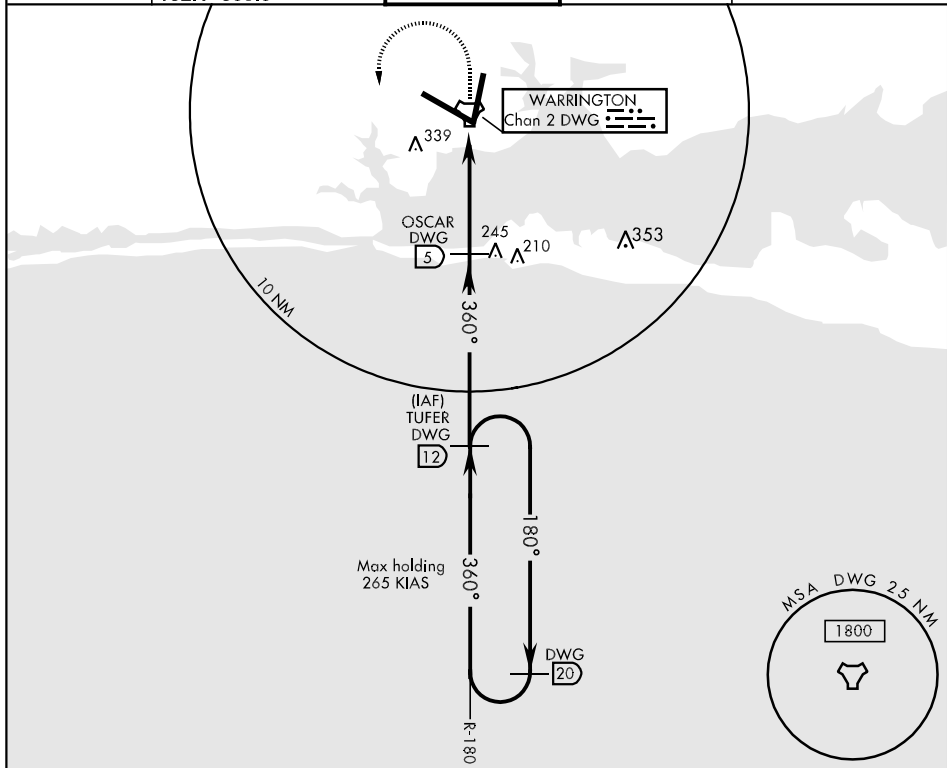 WARRINGTON
Chan 2 DWG
339
OSCAR
DWG
5
245
210
353
10 NM
360°
(IAF)
TUFER
DWG
12
180°
Max holding
265 KIAS
360°
MSA DWG 25 NM
1800
DWG
20
R-180